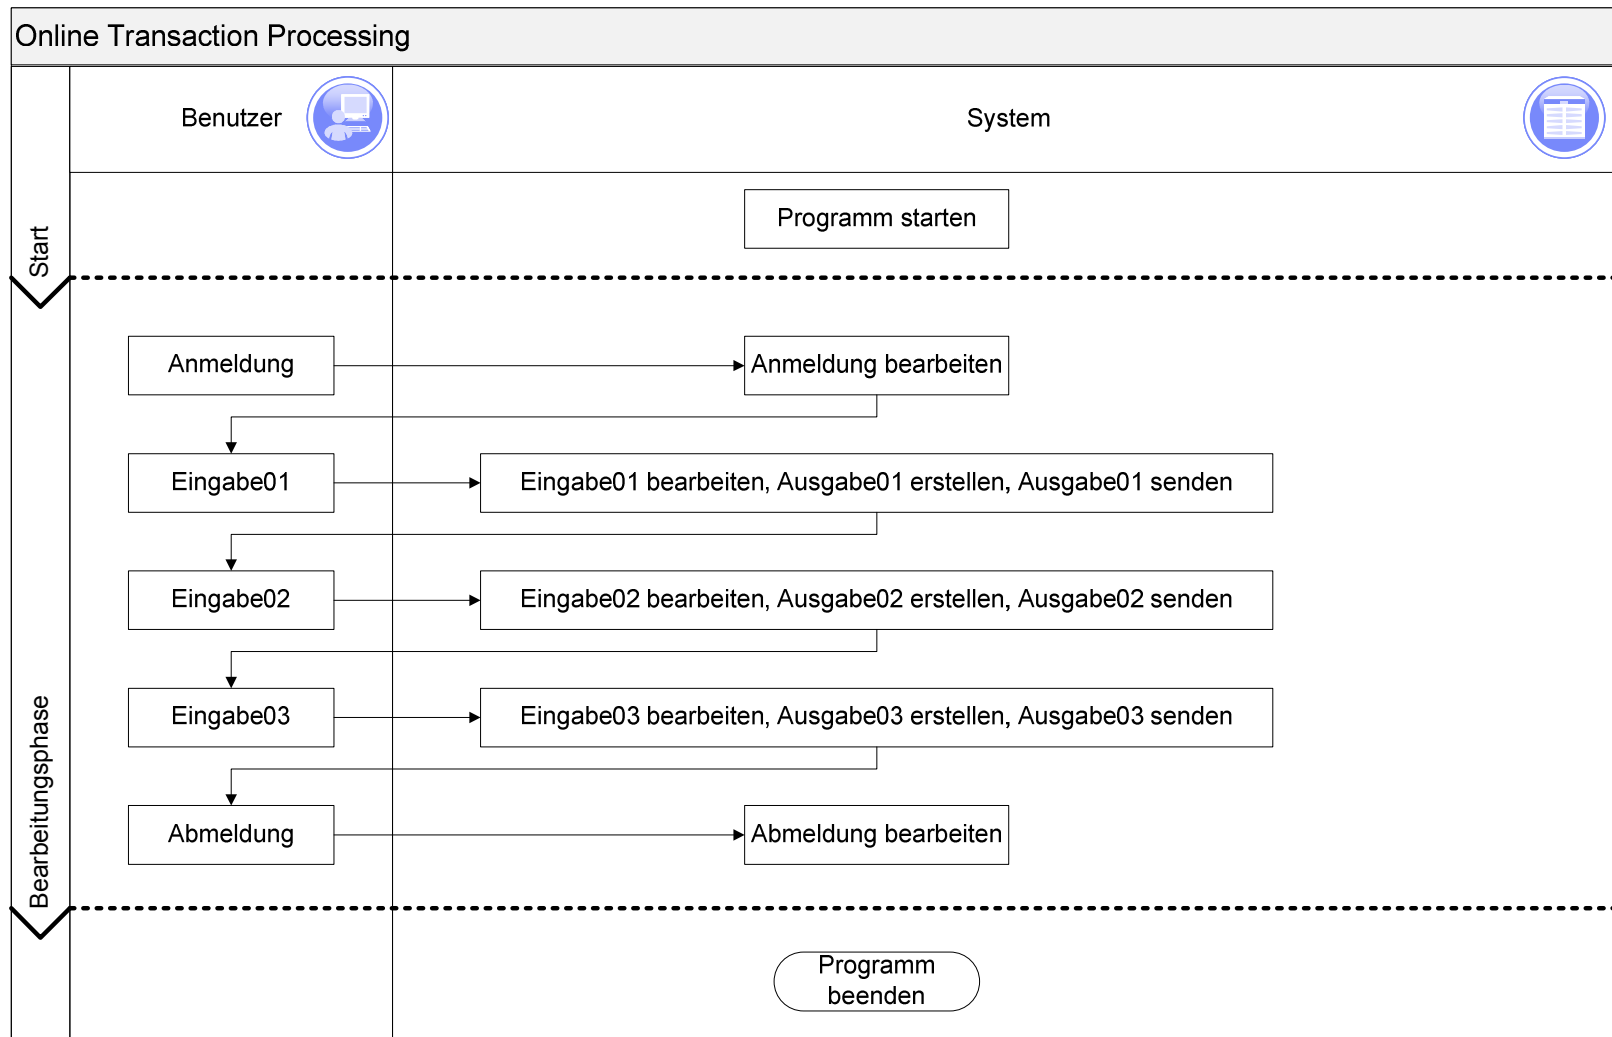 Online Transaction Processing
Benutzer
System
Start
Programm starten
Bearbeitungsphase
Anmeldung
Anmeldung bearbeiten
Eingabe01
Eingabe01 bearbeiten, Ausgabe01 erstellen, Ausgabe01 senden
Eingabe02
Eingabe02 bearbeiten, Ausgabe02 erstellen, Ausgabe02 senden
Eingabe03
Eingabe03 bearbeiten, Ausgabe03 erstellen, Ausgabe03 senden
Abmeldung
Abmeldung bearbeiten
Programm
beenden